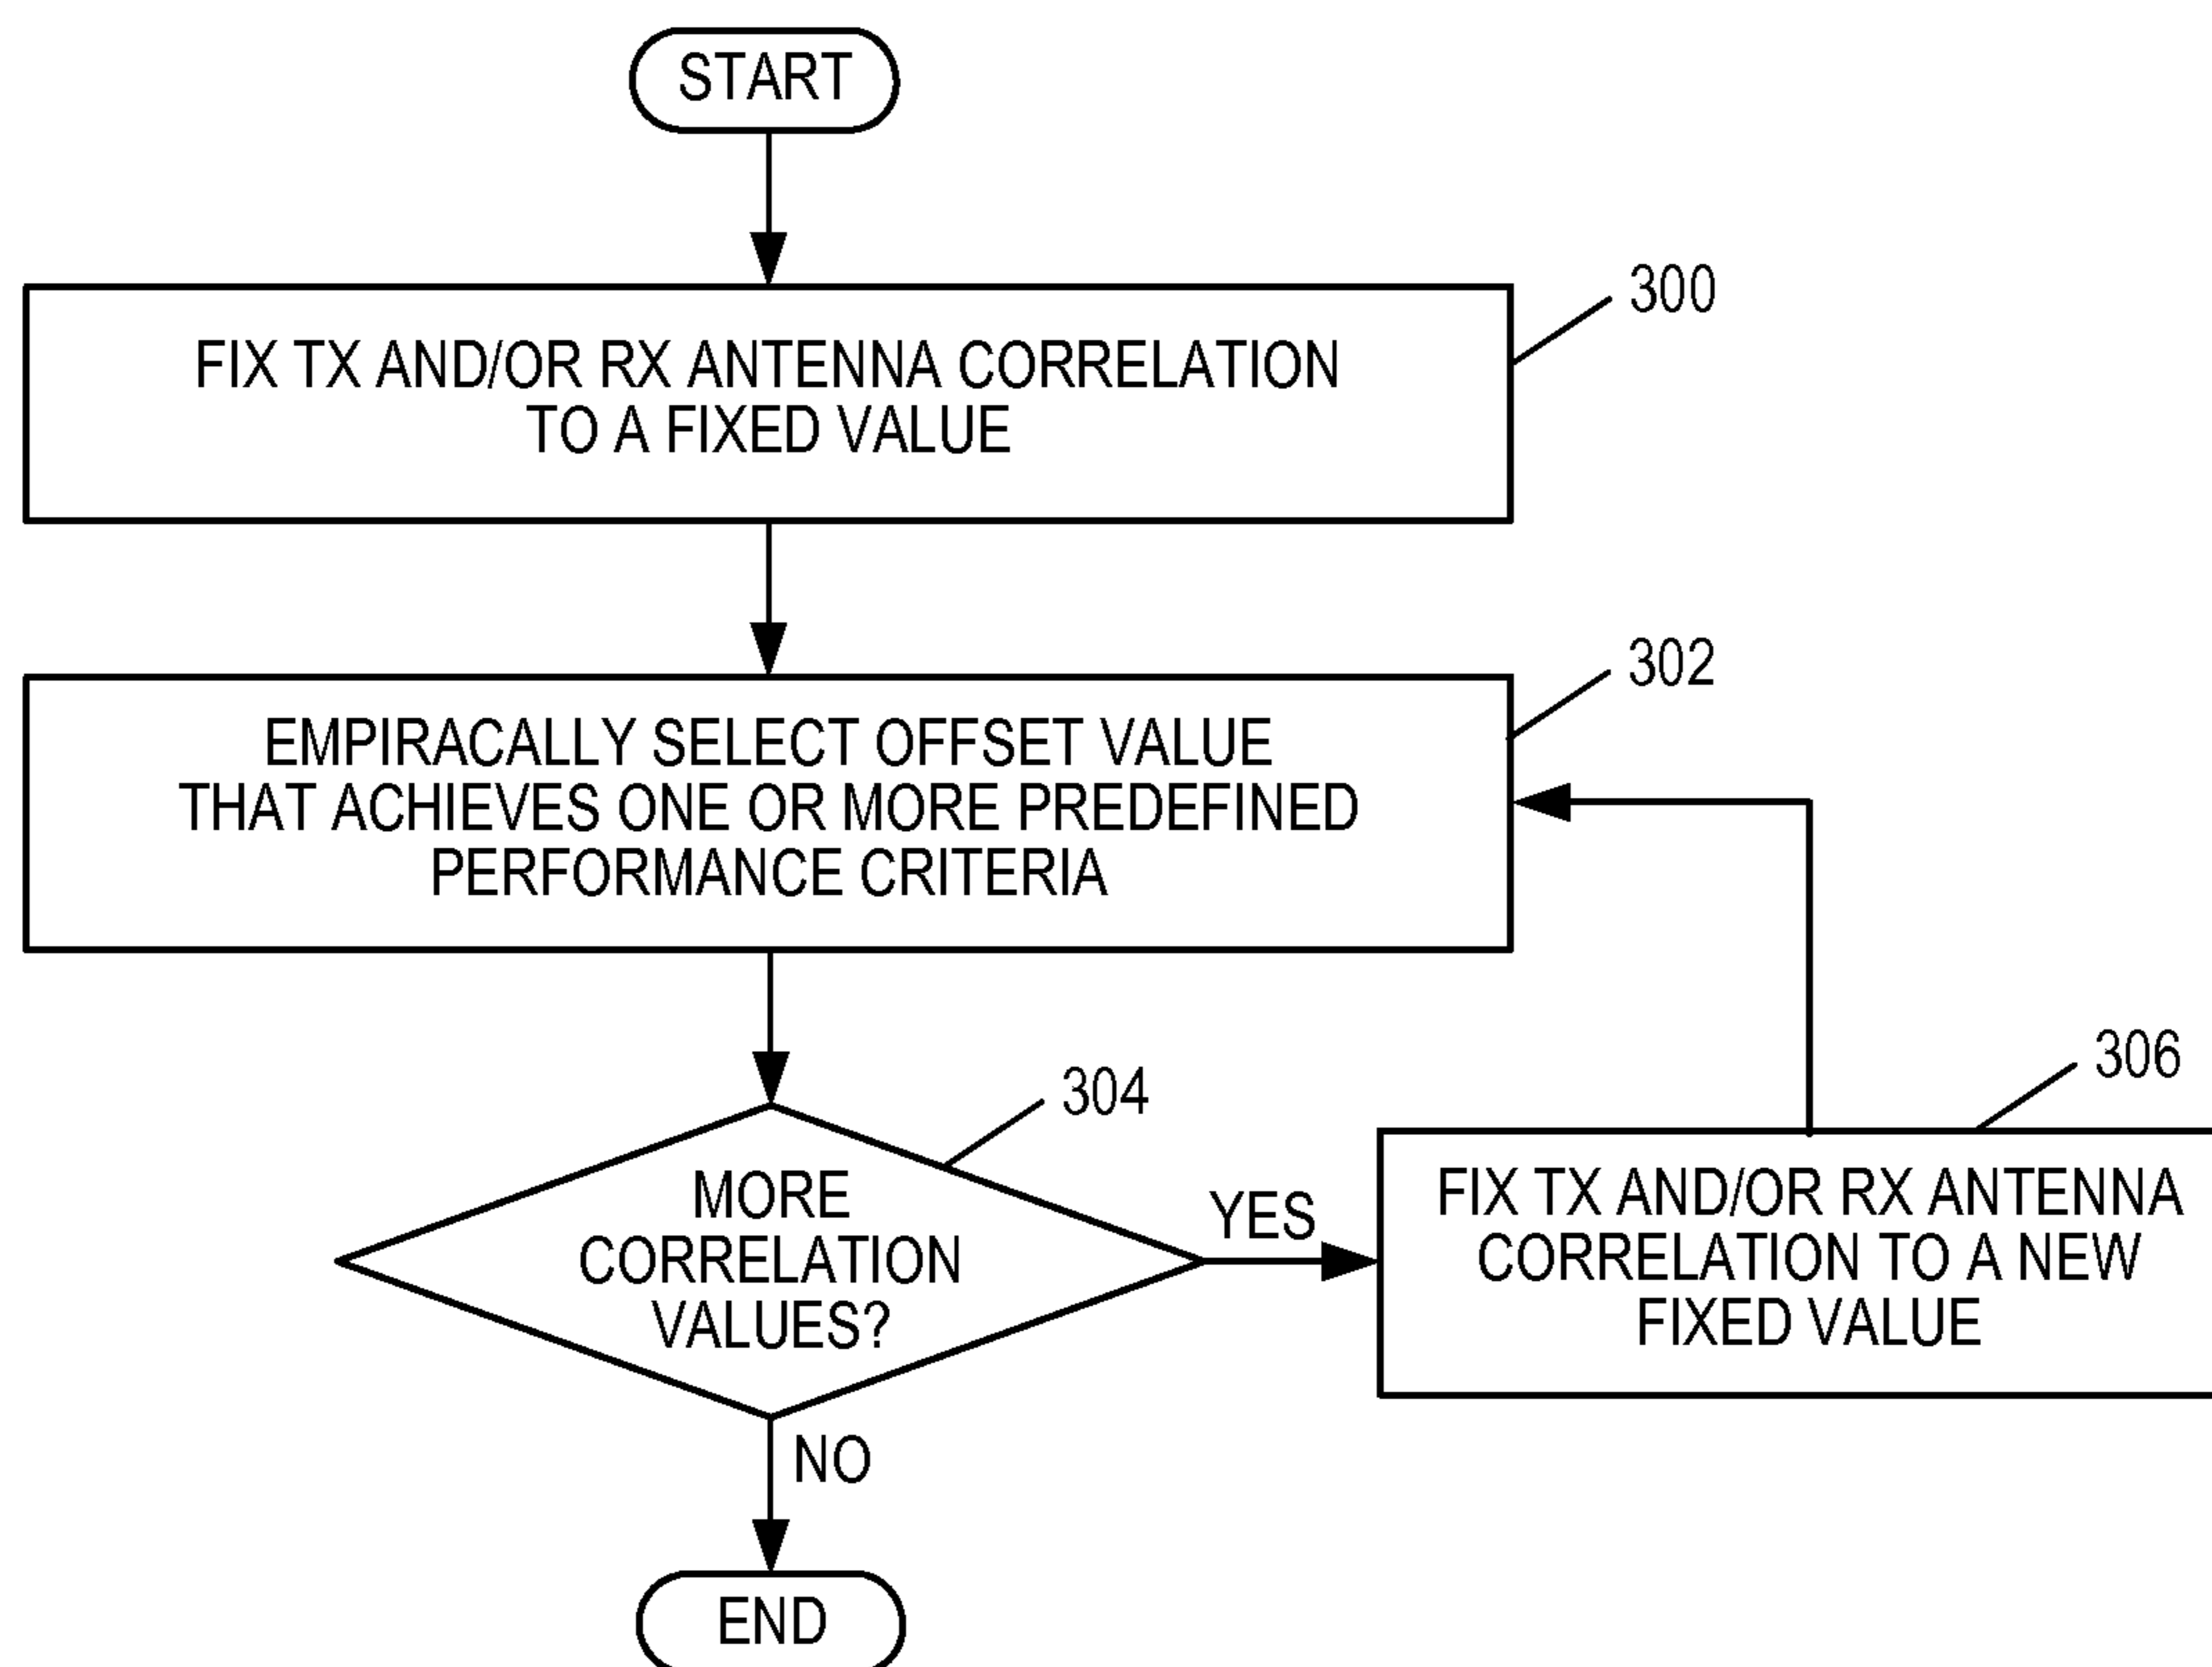 START
300
FIX TX AND/OR RX ANTENNA CORRELATION
TO A FIXED VALUE
302
EMPIRACALLY SELECT OFFSET VALUE
THAT ACHIEVES ONE OR MORE PREDEFINED
PERFORMANCE CRITERIA
304
MORE
CORRELATION
VALUES?
YES
306
FIX TX AND/OR RX ANTENNA
CORRELATION TO A NEW
FIXED VALUE
NO
END